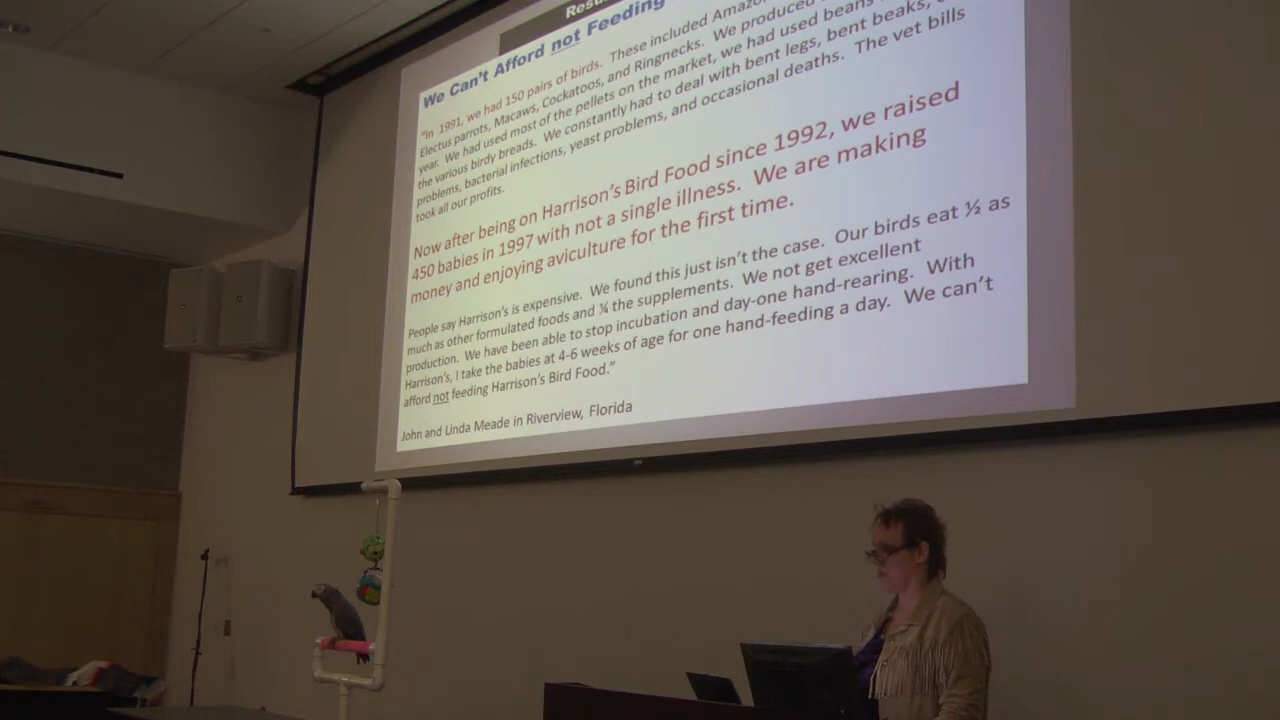 Resu
We Can't Afford not Feeding
"In 1991, we had 150 pairs of birds. These included Amazo
Electus parrots, Macaws, Cockatoos, and Ringnecks. We produced
year. We had used most of the pellets on the market, we had used beans
the various birdy breads. We constantly had to deal with bent legs, bent beaks,
problems, bacterial infections, yeast problems, and occasional deaths. The vet bills
took all our profits.
Now after being on Harrison's Bird Food since 1992, we raised
450 babies in 1997 with not a single illness. We are making
money and enjoying aviculture for the first time.
People say Harrison's is expensive. We found this just isn't the case. Our birds eat ½ as
much as other formulated foods and ¼ the supplements. We not get excellent
production. We have been able to stop incubation and day-one hand-rearing. With
Harrison's, I take the babies at 4-6 weeks of age for one hand-feeding a day. We can't
afford not feeding Harrison's Bird Food."
John and Linda Meade in Riverview, Florida